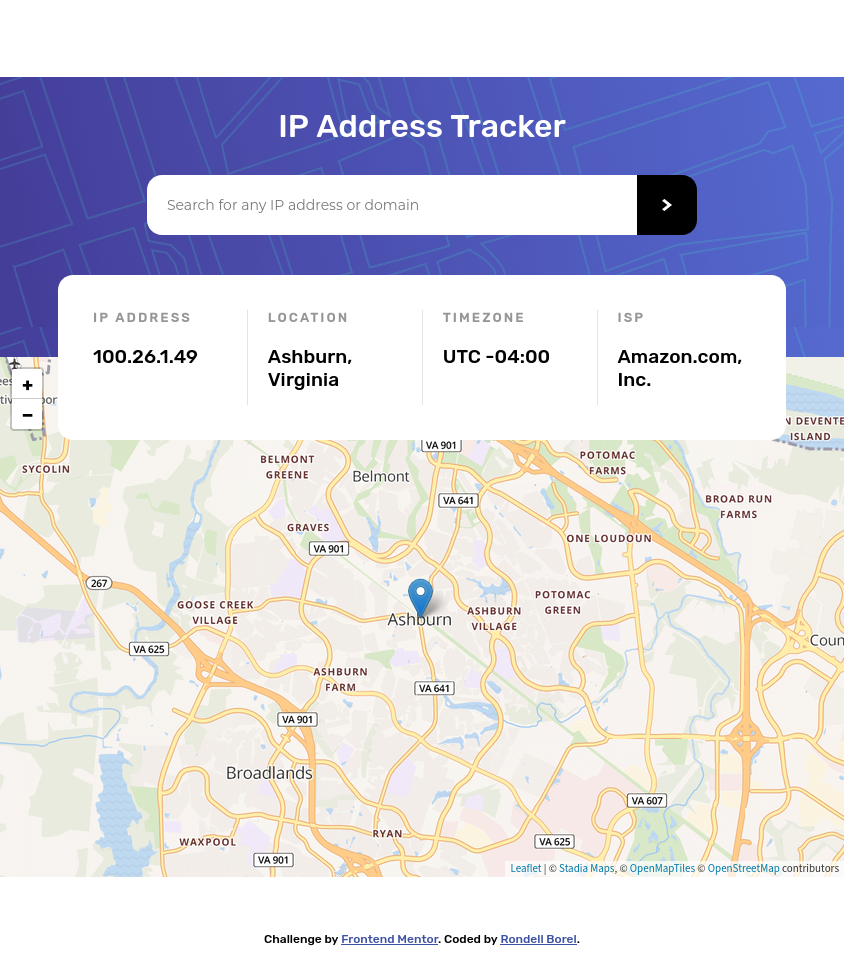 IP Address Tracker
Search for any IP address or domain
IP ADDRESS
100.26.1.49
LOCATION
Ashburn,
Virginia
TIMEZONE
UTC -04:00
ISP
Amazon.com,
Inc.
+
−
ISLAND
VA 901
SYCOLIN
BELMONT
GREENE
Belmont
POTOMAC
FARMS
VA 641
BROAD RUN
FARMS
GRAVES
VA 901
ONE LOUDOUN
267
GOOSE CREEK
VILLAGE
Ashburn
ASHBURN
VILLAGE
POTOMAC
GREEN
VA 625
Coun
ASHBURN
FARM
VA 641
VA 901
Broadlands
VA 607
WAXPOOL
RYAN
VA 625
VA 901
Leaflet | © Stadia Maps, © OpenMapTiles © OpenStreetMap contributors
Challenge by Frontend Mentor. Coded by Rondell Borel.